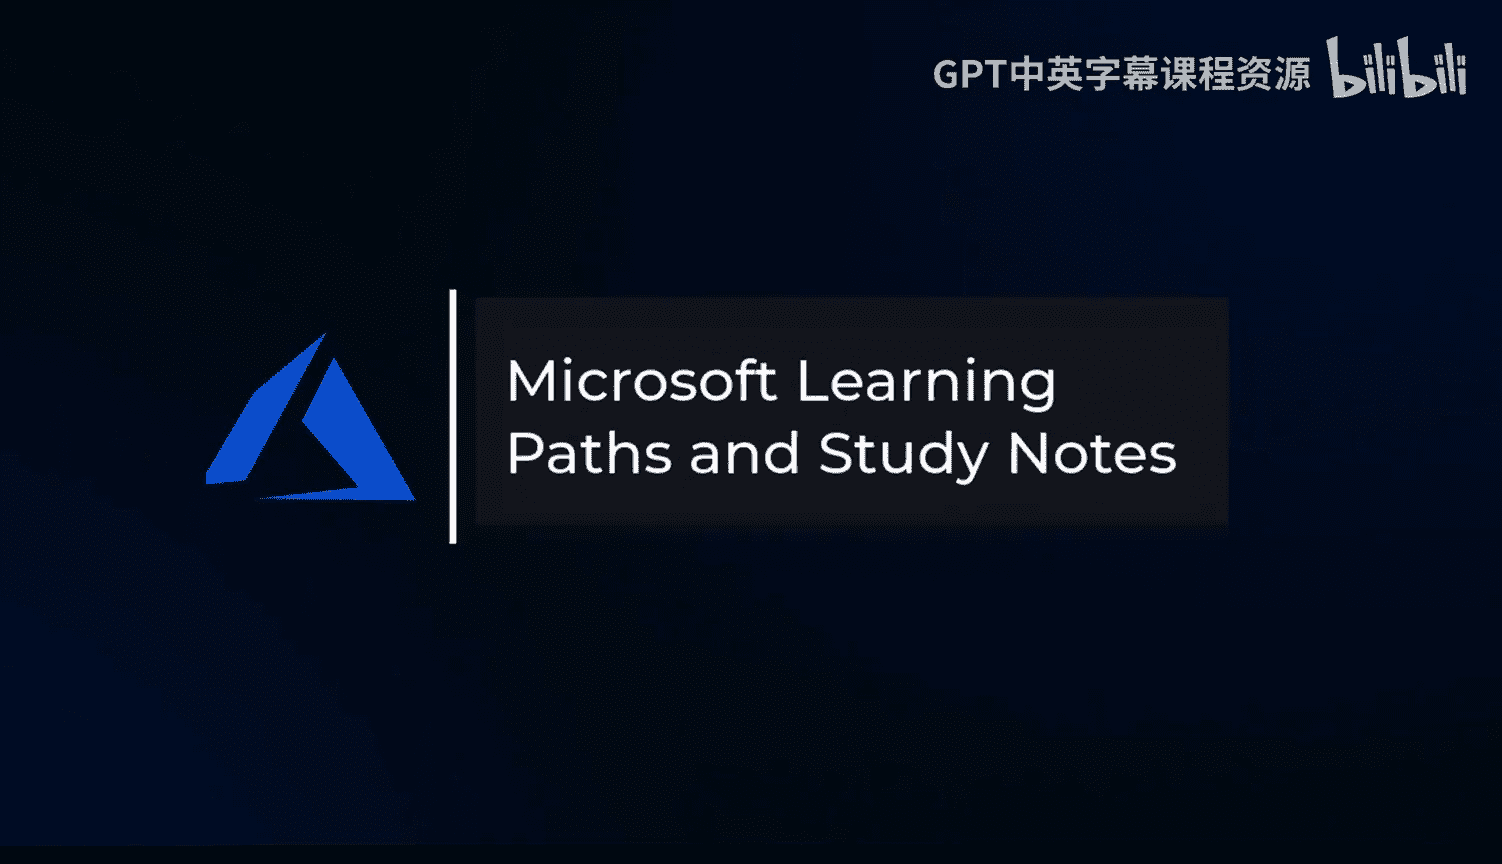 GPT中英字幕课程资源 bilibili
Microsoft Learning
Paths and Study Notes